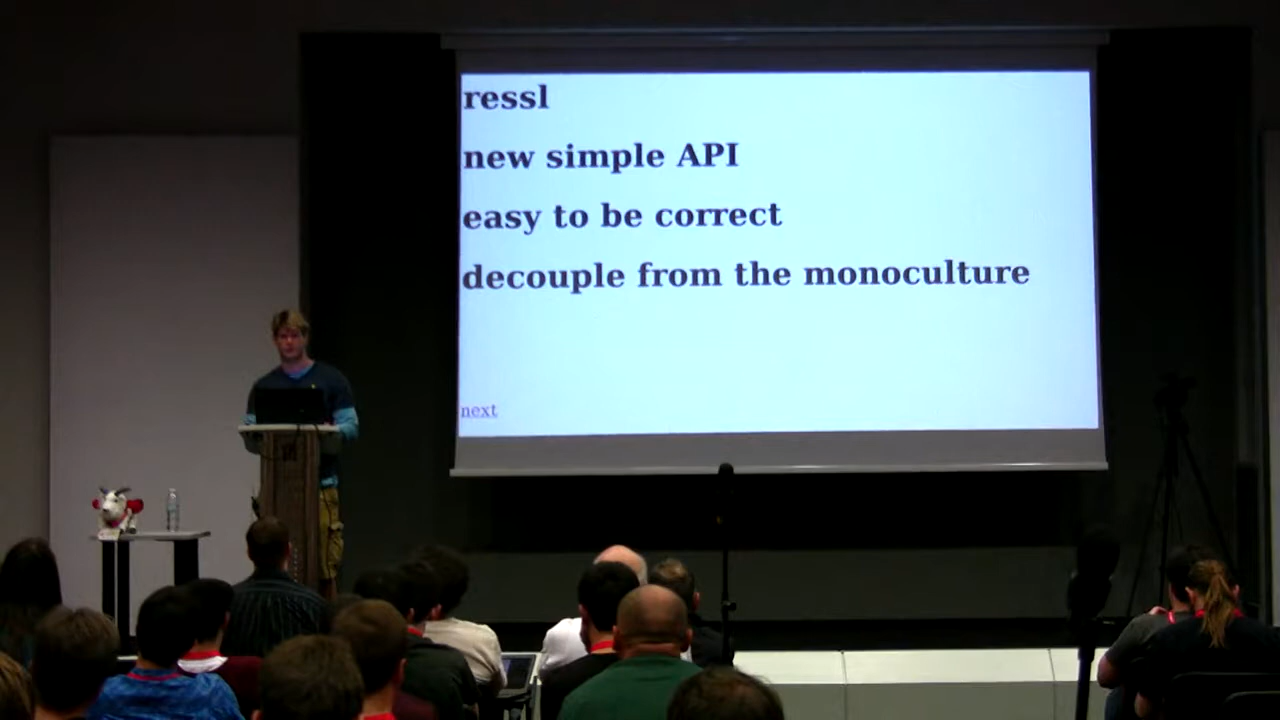 ressl
new simple API
easy to be correct
decouple from the monoculture
next